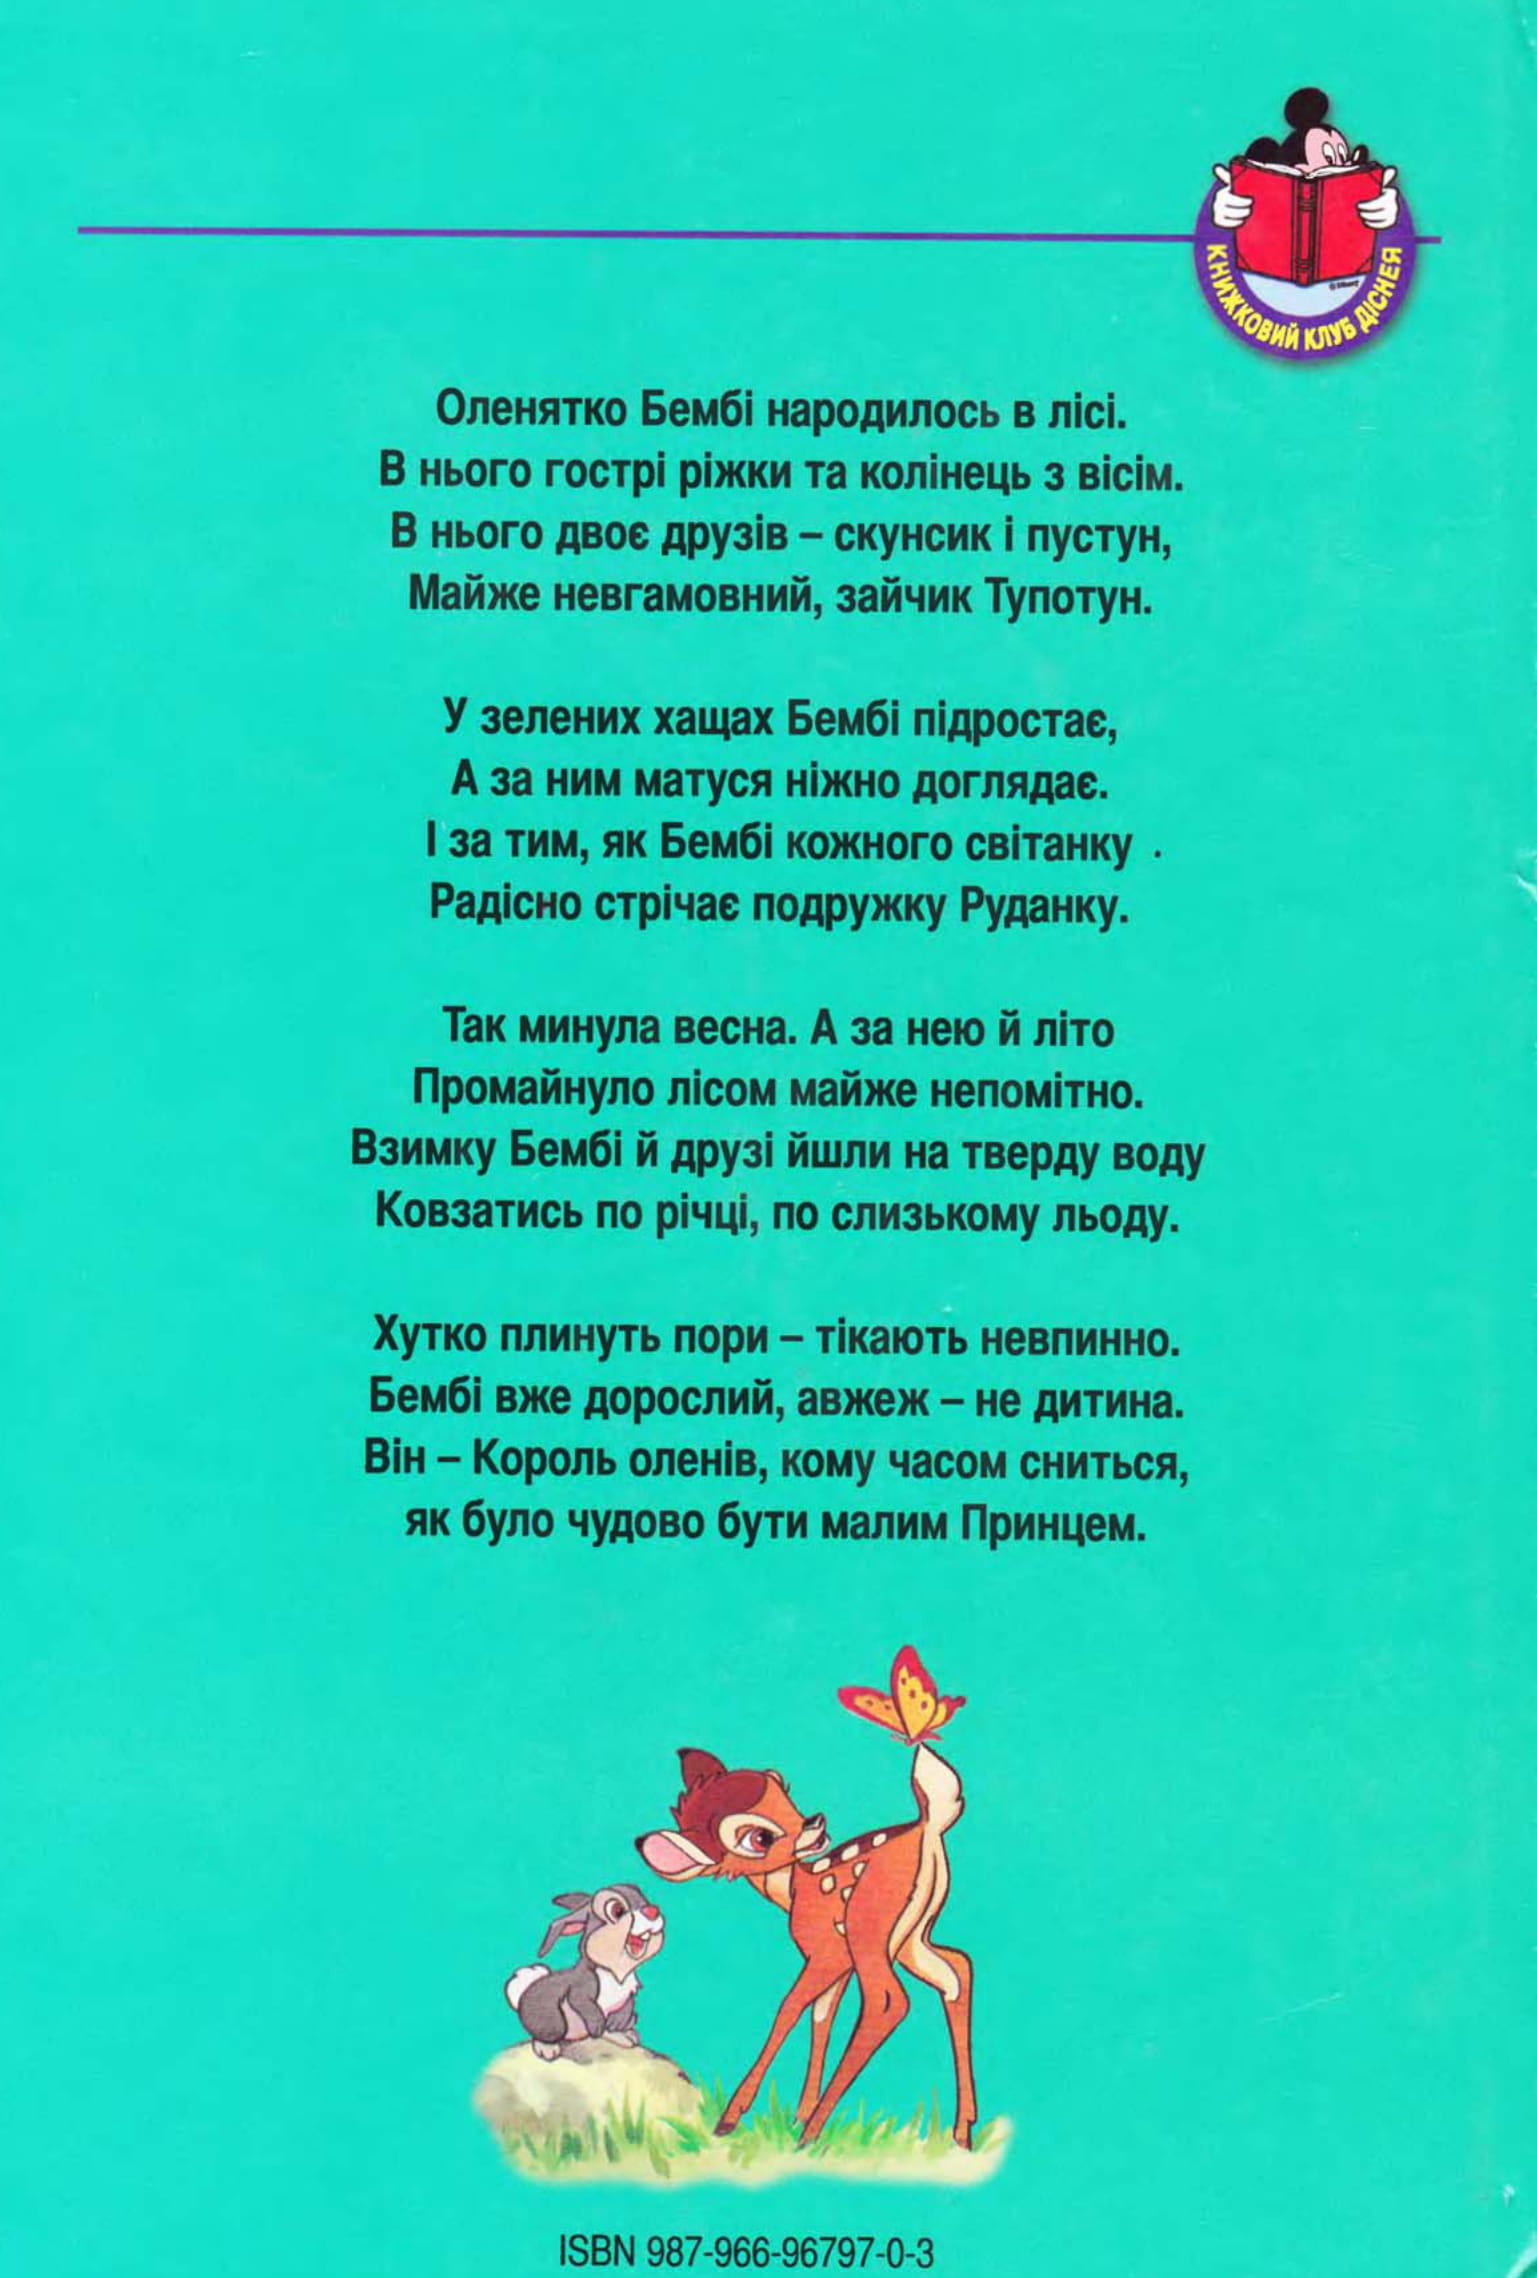 КНИЖКОВИЙ КЛУБ ДІСНЕЯ
Оленятко Бембі народилось в лісі.
В нього гострі ріжки та колінець з вісім.
В нього двоє друзів – скунсик і пустун,
Майже невгамовний, зайчик Тупотун.
У зелених хащах Бембі підростає,
А за ним матуся ніжно доглядає.
І за тим, як Бембі кожного світанку
Радісно стрічає подружку Руданку.
Так минула весна. А за нею й літо
Промайнуло лісом майже непомітно.
Взимку Бембі й друзі йшли на тверду воду
Ковзатись по річці, по слизькому льоду.
Хутко плинуть пори – тікають невпинно.
Бембі вже дорослий, авжеж – не дитина.
Він – Король оленів, кому часом сниться,
як було чудово бути малим Принцем.
ISBN 987-966-96797-0-3